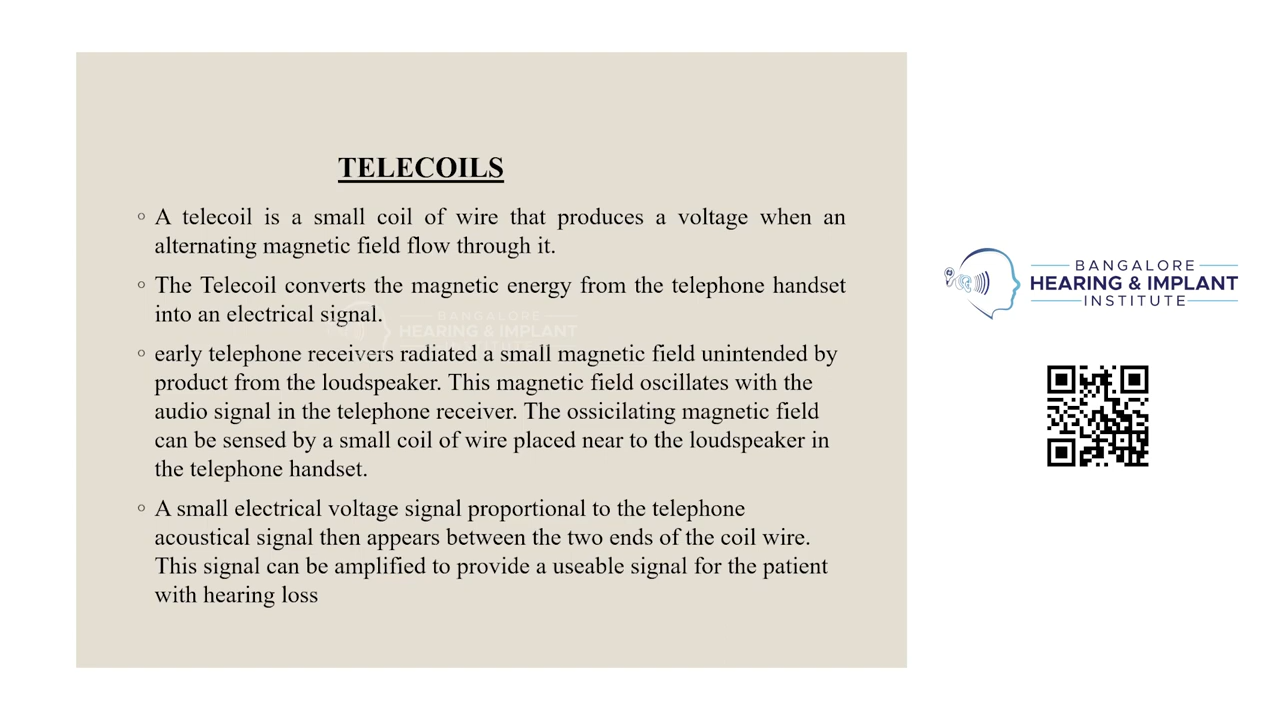 TELECOILS
◦ A telecoil is a small coil of wire that produces a voltage when an
alternating magnetic field flow through it.
◦ The Telecoil converts the magnetic energy from the telephone handset
into an electrical signal.
◦ early telephone receivers radiated a small magnetic field unintended by
product from the loudspeaker. This magnetic field oscillates with the
audio signal in the telephone receiver. The ossicilating magnetic field
can be sensed by a small coil of wire placed near to the loudspeaker in
the telephone handset.
◦ A small electrical voltage signal proportional to the telephone
acoustical signal then appears between the two ends of the coil wire.
This signal can be amplified to provide a useable signal for the patient
with hearing loss
BANGALORE
HEARING & IMPLANT
INSTITUTE
BANGALORE
HEARING & IMPLANT
INSTITUTE